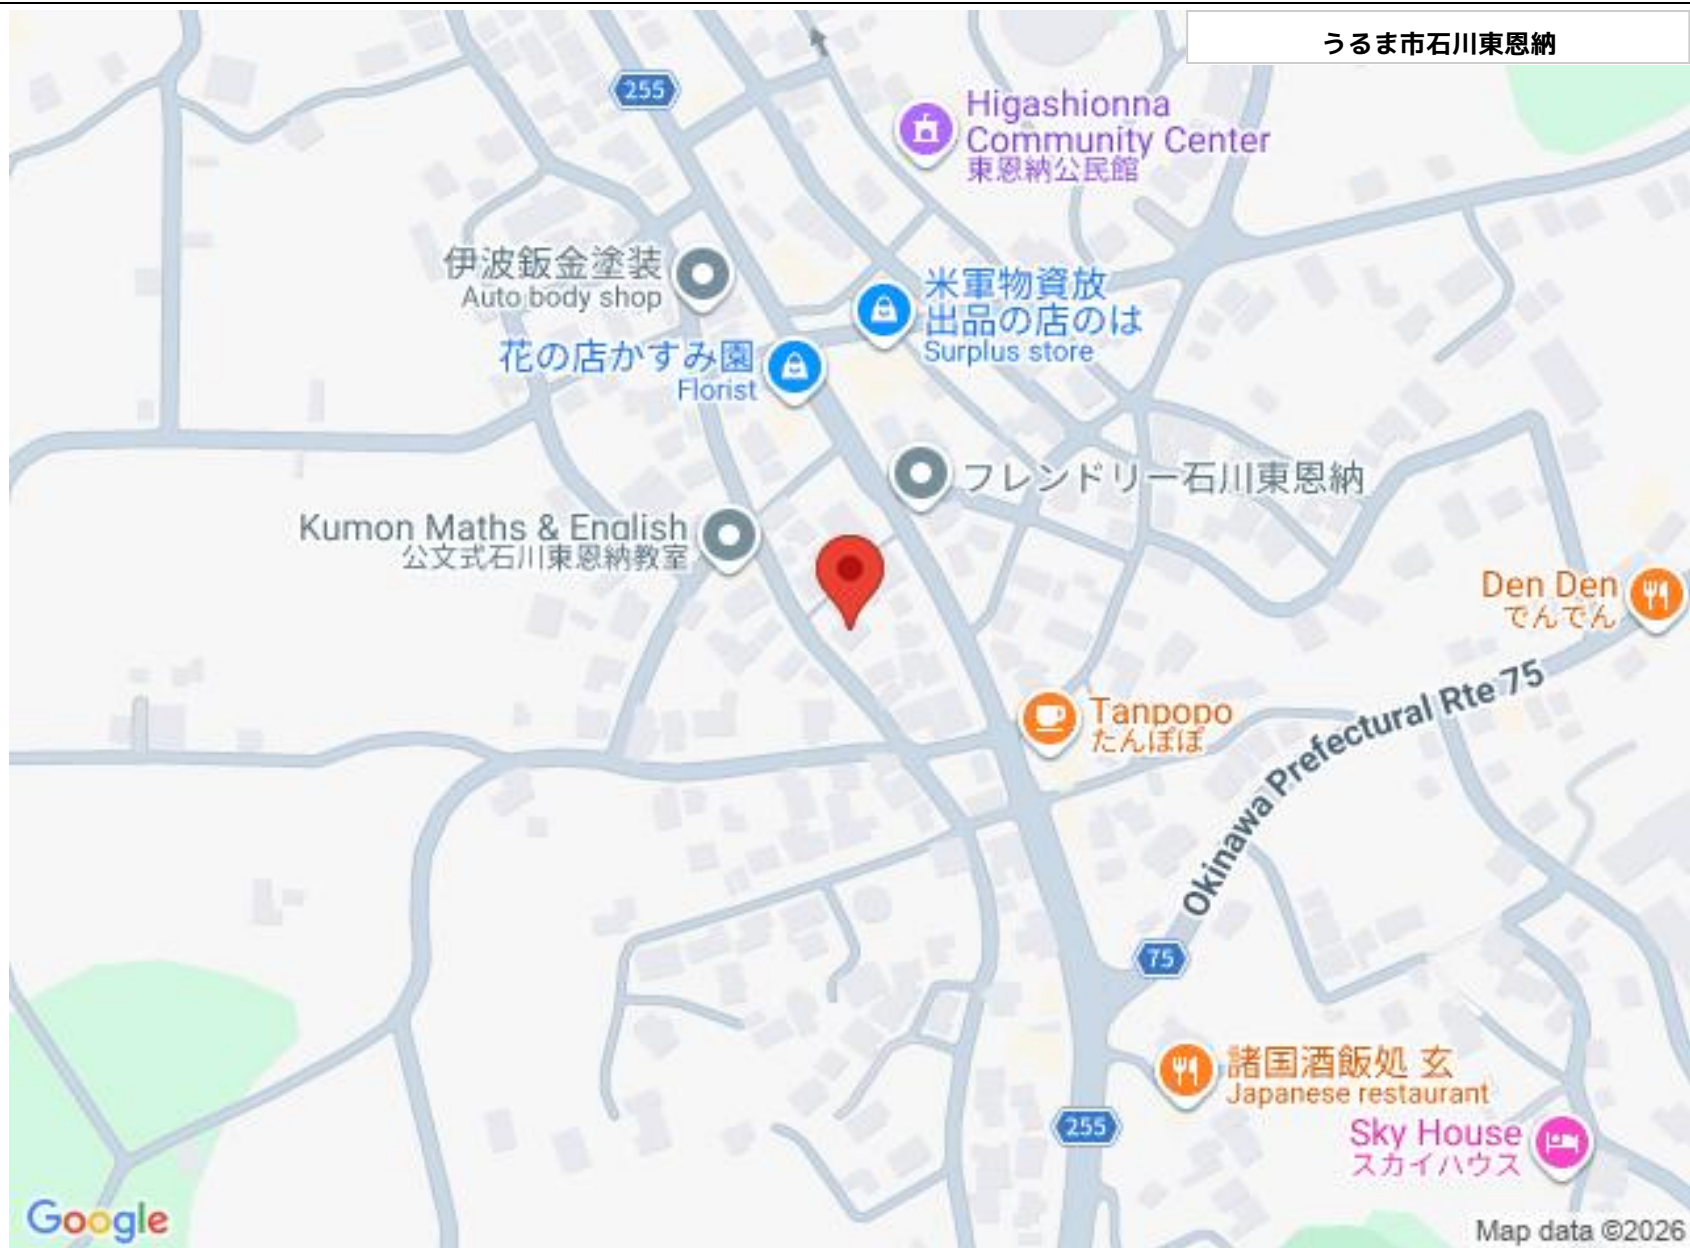 うるま市石川東恩納
255
Higashionna
Community Center
東恩納公民館
伊波鈑金塗装
Auto body shop
米軍物資放
出品の店のは
Surplus store
花の店かすみ園
Florist
フレンドリー石川東恩納
Kumon Maths & English
公文式石川東恩納教室
Den Den
でんでん
Tanpopo
たんぽぽ
Okinawa Prefectural Rte 75
75
諸国酒飯処 玄
Japanese restaurant
255
Sky House
スカイハウス
Google
Map data ©2026